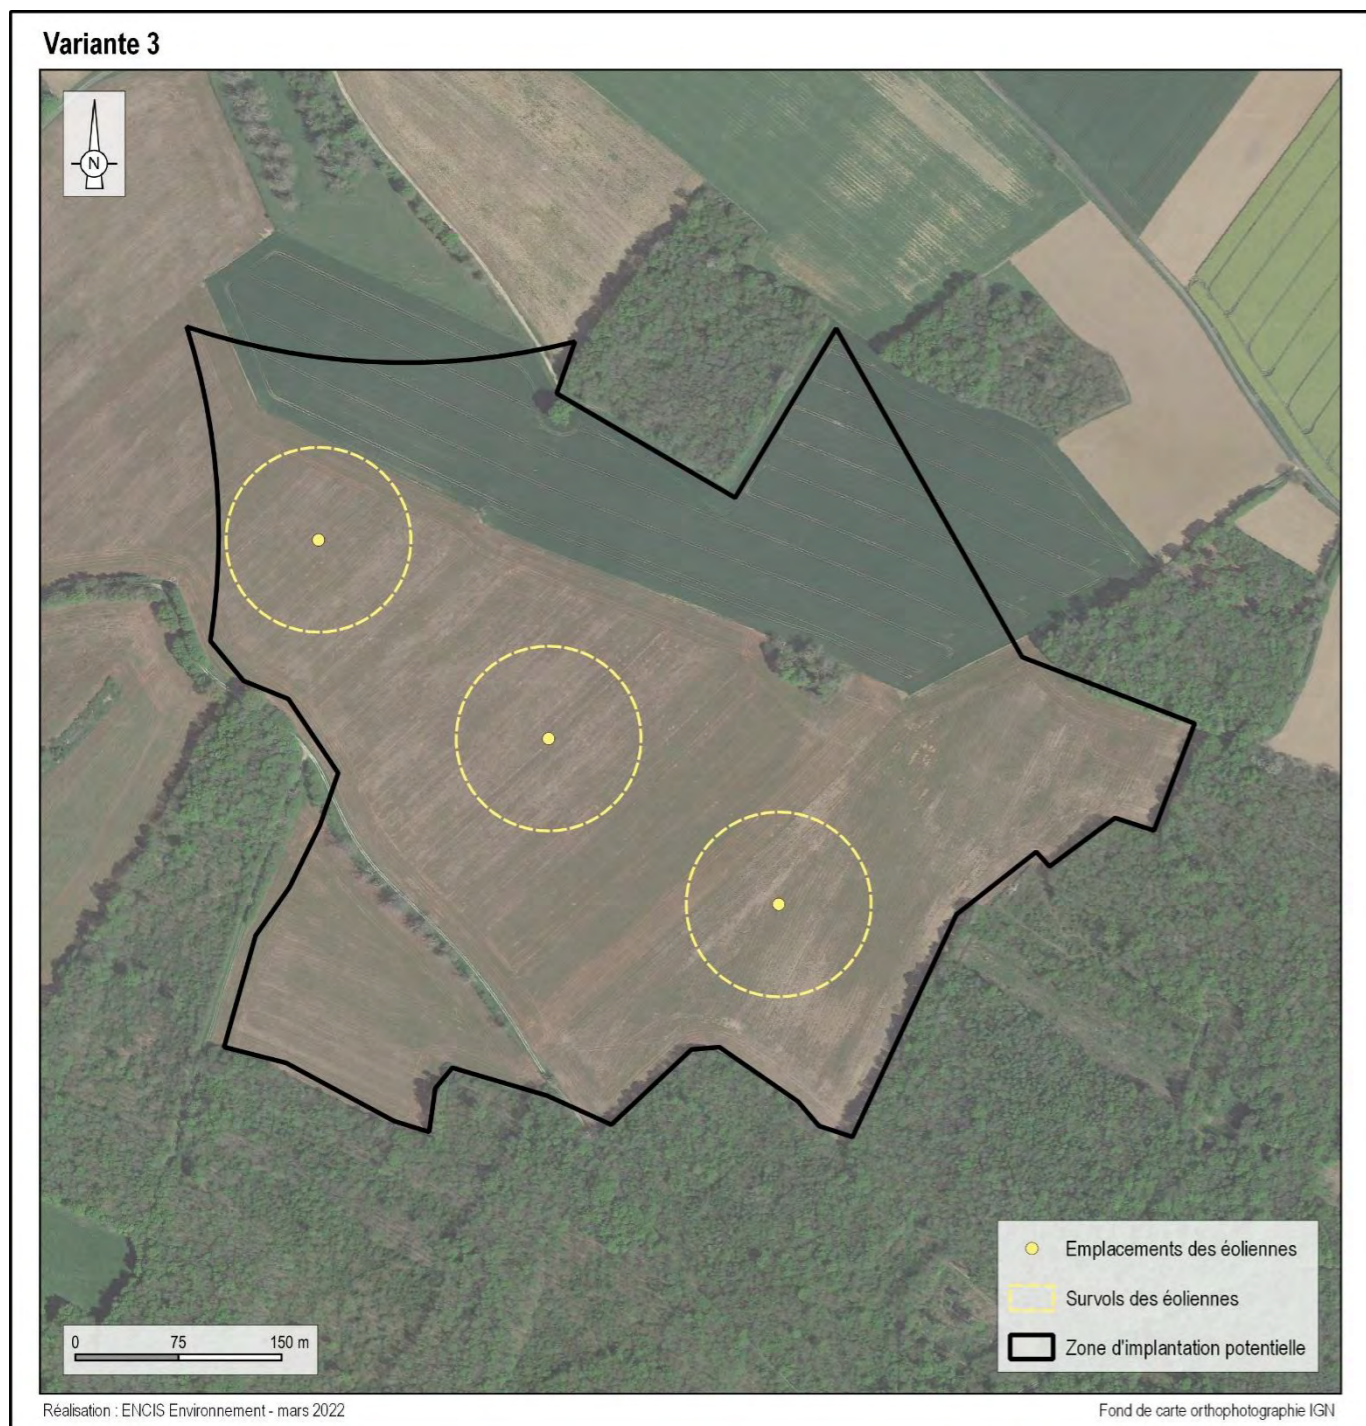 Variante 3
N
Emplacements des éoliennes
Survols des éoliennes
Zone d'implantation potentielle
0 75 150 m
Réalisation : ENCIS Environnement - mars 2022
Fond de carte orthophotographie IGN